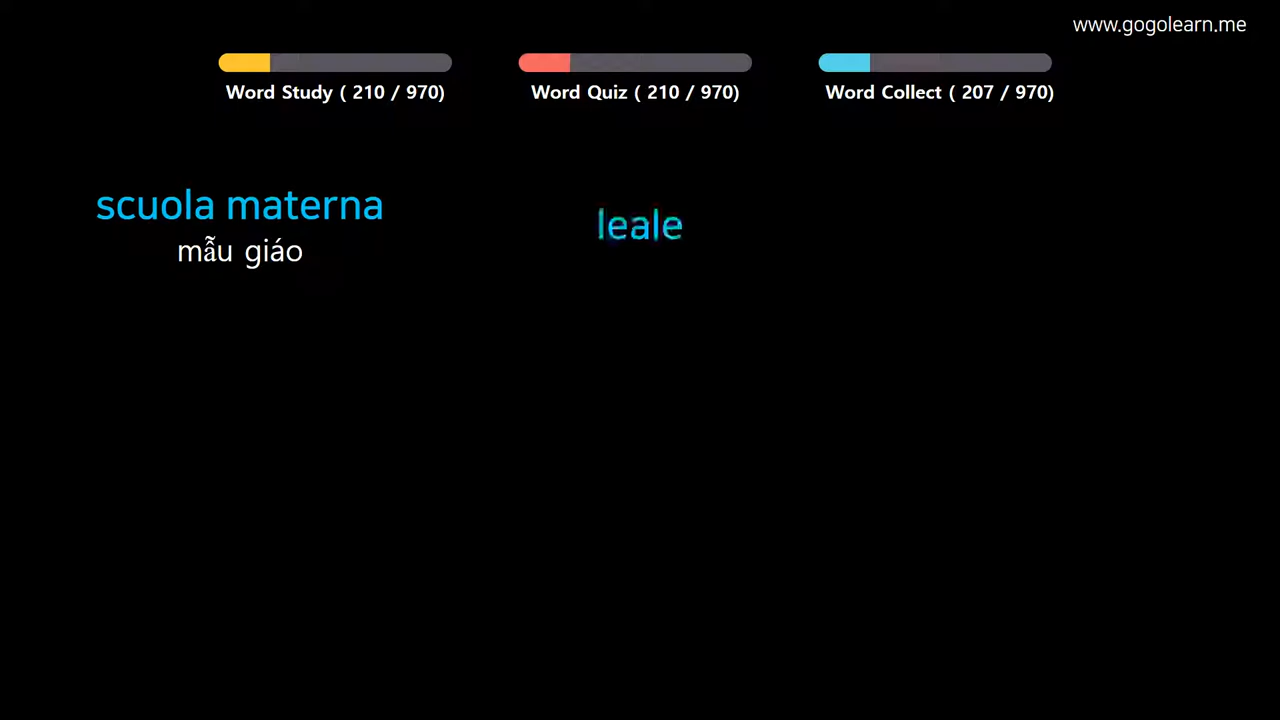 www.gogolearn.me
Word Study ( 210 / 970)
Word Quiz ( 210 / 970)
Word Collect ( 207 / 970)
scuola materna
mẫu giáo
leale